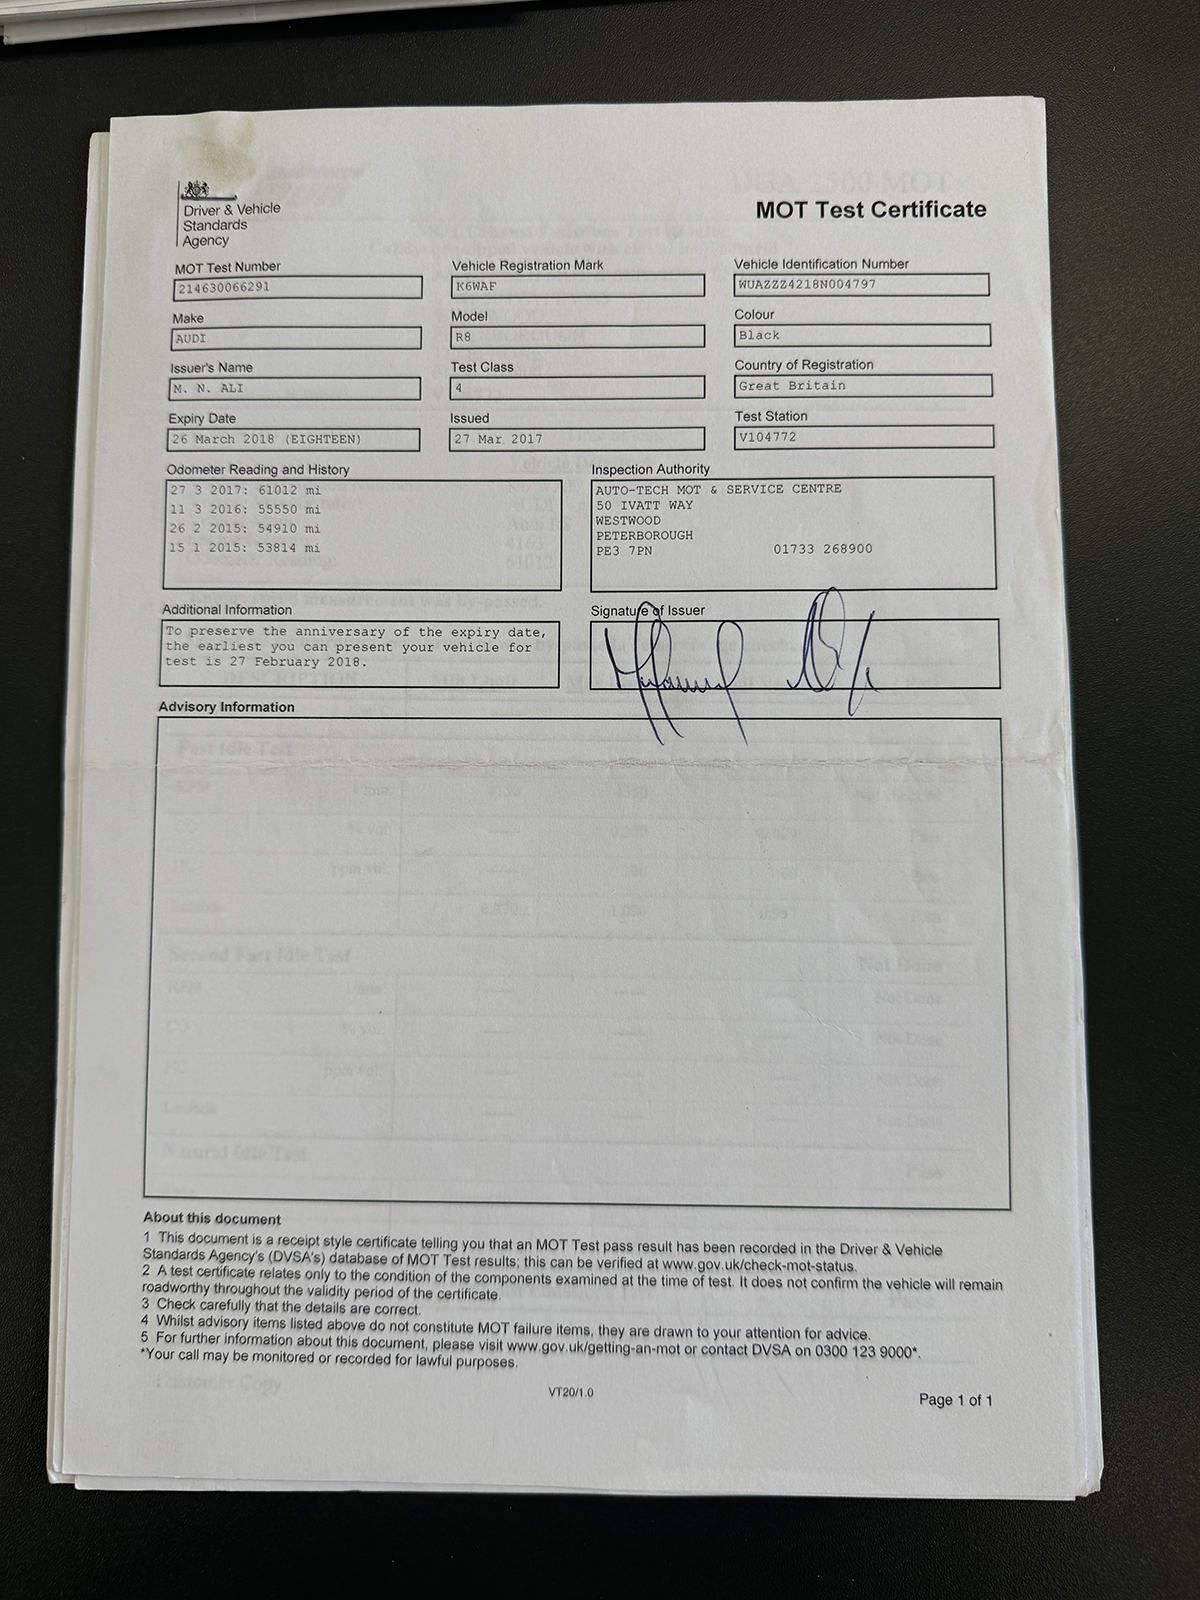 Driver & Vehicle
Standards
Agency
MOT Test Certificate
MOT Test Number
214630066291
Vehicle Registration Mark
K6WAF
Vehicle Identification Number
WUAZZZ4218N004797
Make
AUDI
Model
R8
Colour
Black
Issuer's Name
M. N. ALI
Test Class
4
Country of Registration
Great Britain
Expiry Date
26 March 2018 (EIGHTEEN)
Issued
27 Mar 2017
Test Station
V104772
Odometer Reading and History
27 3 2017: 61012 mi
11 3 2016: 55550 mi
26 2 2015: 54910 mi
15 1 2015: 53814 mi
Inspection Authority
AUTO-TECH MOT & SERVICE CENTRE
50 IVATT WAY
WESTWOOD
PETERBOROUGH
PE3 7PN 01733 268900
Additional Information
To preserve the anniversary of the expiry date,
the earliest you can present your vehicle for
test is 27 February 2018.
Signature of Issuer
Advisory Information
About this document
1 This document is a receipt style certificate telling you that an MOT Test pass result has been recorded in the Driver & Vehicle
Standards Agency's (DVSA's) database of MOT Test results; this can be verified at www.gov.uk/check-mot-status.
2 A test certificate relates only to the condition of the components examined at the time of test. It does not confirm the vehicle will remain
roadworthy throughout the validity period of the certificate.
3 Check carefully that the details are correct.
4 Whilst advisory items listed above do not constitute MOT failure items, they are drawn to your attention for advice.
5 For further information about this document, please visit www.gov.uk/getting-an-mot or contact DVSA on 0300 123 9000*.
*Your call may be monitored or recorded for lawful purposes.
VT20/1.0
Page 1 of 1